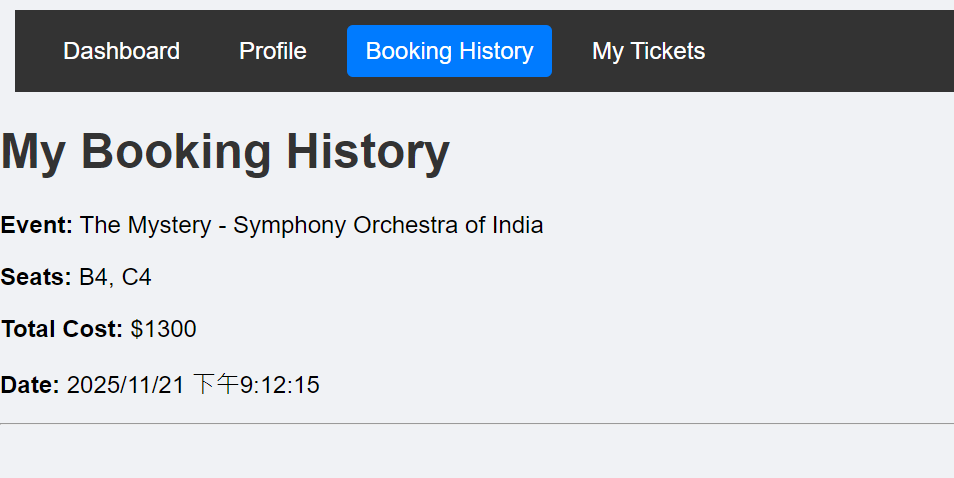 Dashboard Profile Booking History My Tickets
My Booking History
Event: The Mystery - Symphony Orchestra of India
Seats: B4, C4
Total Cost: $1300
Date: 2025/11/21 下午9:12:15